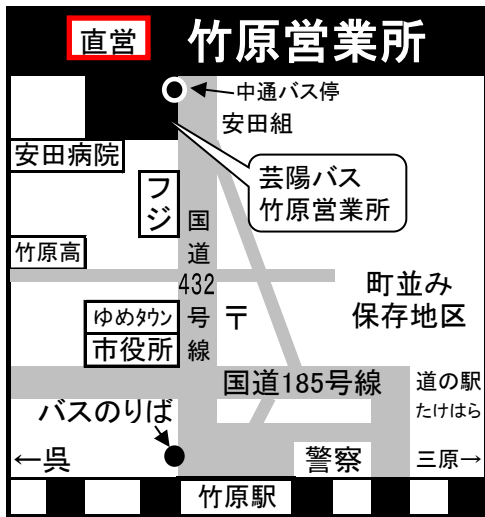 直営
竹原営業所
中通バス停
安田組
安田病院
芸陽バス
竹原営業所
フジ
国道432号線
竹原高
町並み
保存地区
ゆめタウン
〒
市役所
国道185号線
道の駅
たけはら
バスのりば
←呉
警察
三原→
竹原駅